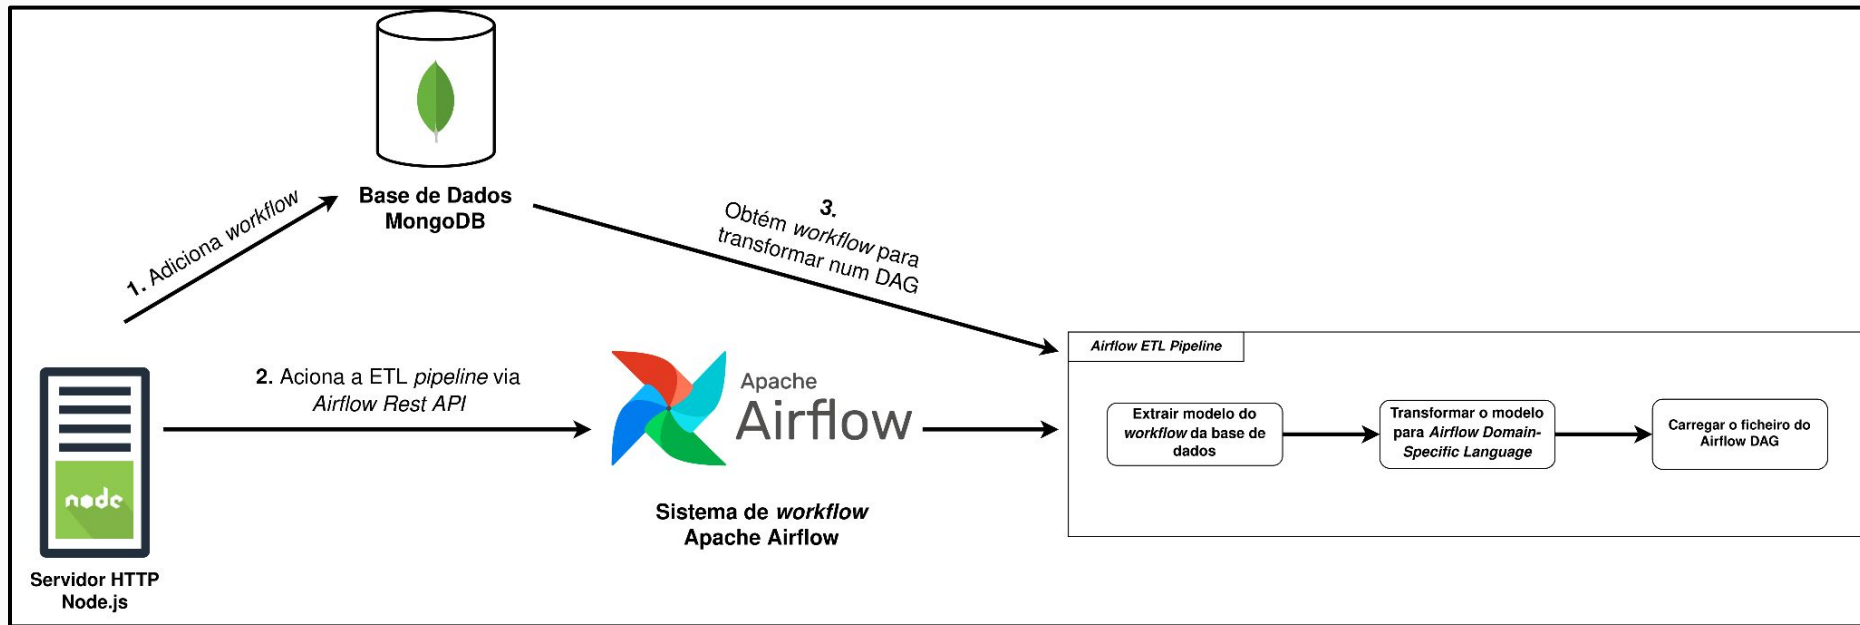 Base de Dados
MongoDB
1. Adiciona workflow
3.
Obtém workflow para
transformar num DAG
2. Aciona a ETL pipeline via
Airflow Rest API
Apache
Airflow
Sistema de workflow
Apache Airflow
node
Servidor HTTP
Node.js
Airflow ETL Pipeline
Extrair modelo do
workflow da base de
dados
Transformar o modelo
para Airflow Domain-
Specific Language
Carregar o ficheiro do
Airflow DAG